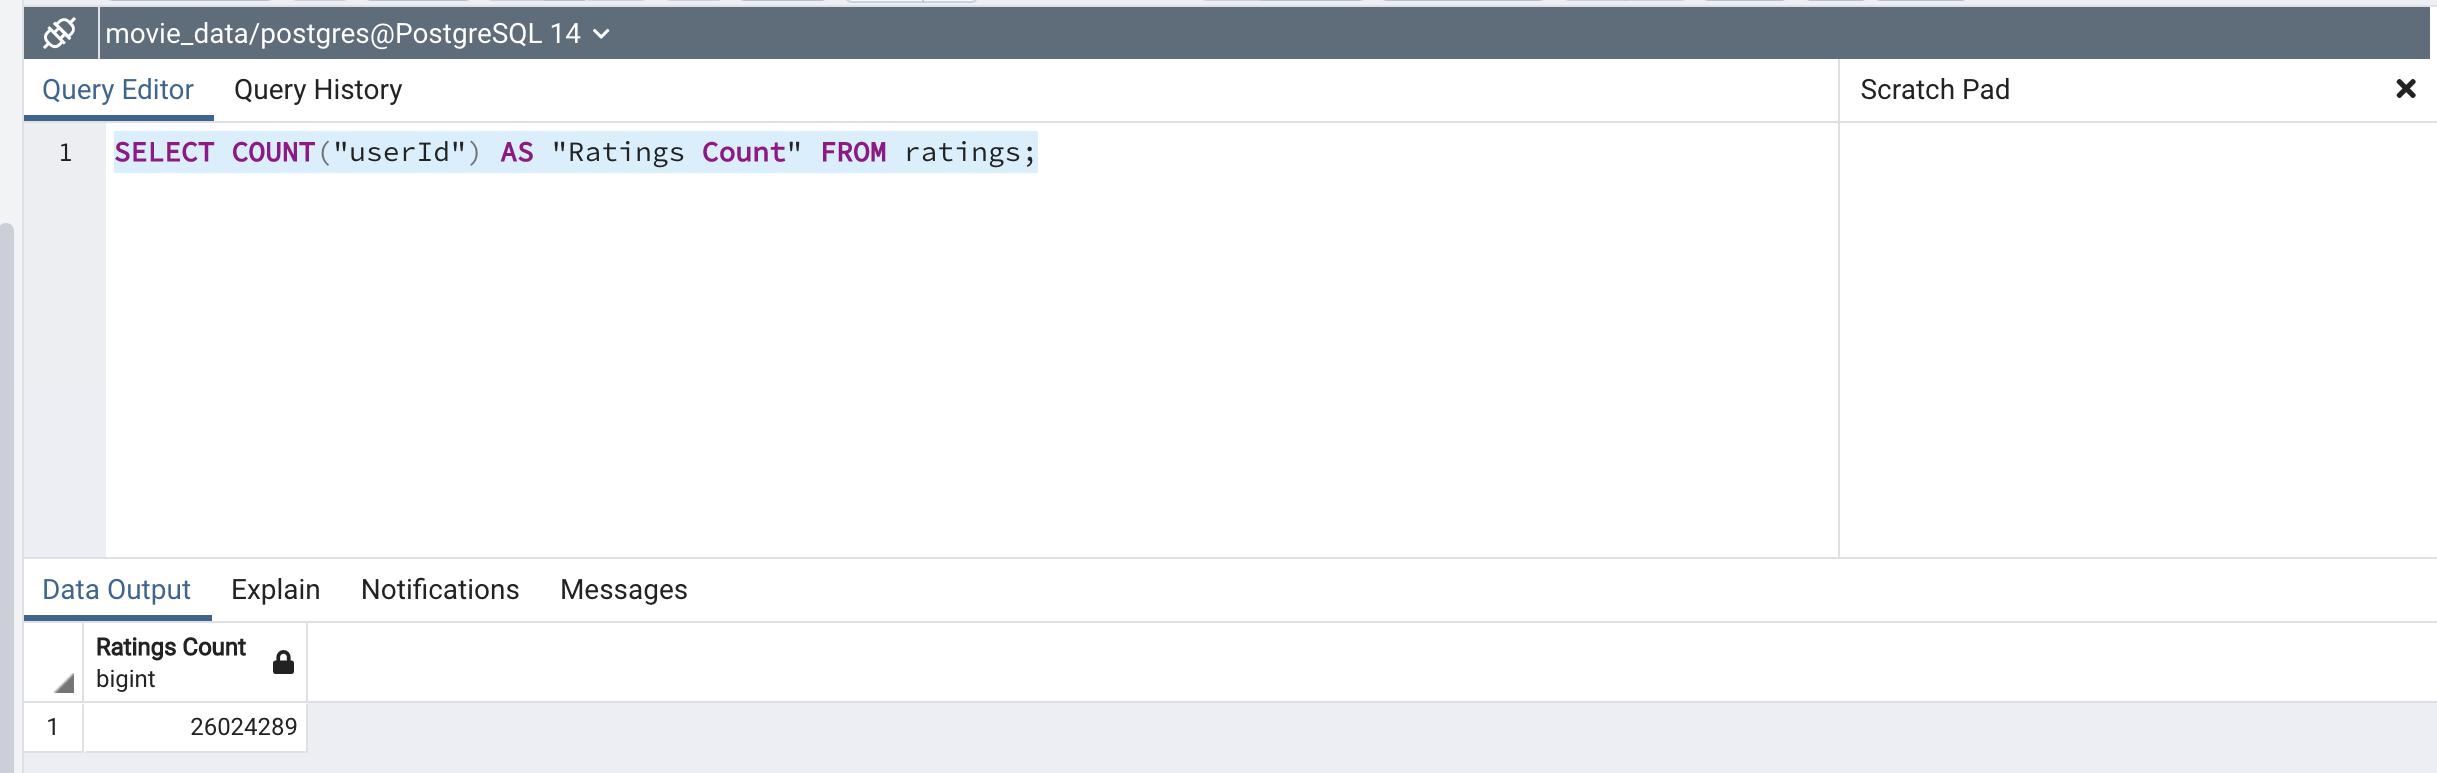 movie_data/postgres@PostgreSQL 14
Query Editor Query History
Scratch Pad
1 SELECT COUNT("userId") AS "Ratings Count" FROM ratings;
Data Output Explain Notifications Messages
Ratings Count
bigint
1 26024289